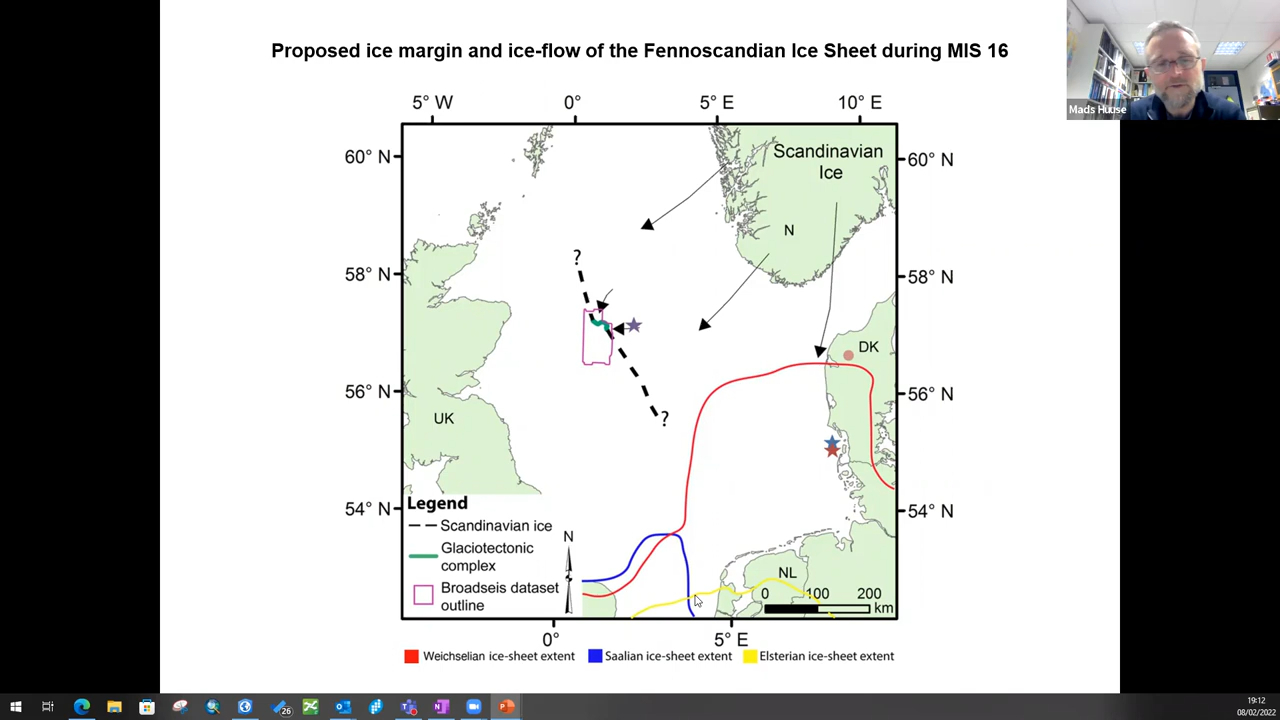 Proposed ice margin and ice-flow of the Fennoscandian Ice Sheet during MIS 16
Mads Huuse
5° W
0°
5° E
10° E
60° N
60° N
Scandinavian
Ice
N
?
58° N
58° N
DK
56° N
56° N
?
UK
54° N
54° N
Legend
Scandinavian ice
Glaciotectonic
complex
Broadseis dataset
outline
N
NL
0 100 200
km
0°
5° E
Weichselian ice-sheet extent
Saalian ice-sheet extent
Elsterian ice-sheet extent
26
19:12
08/02/2022